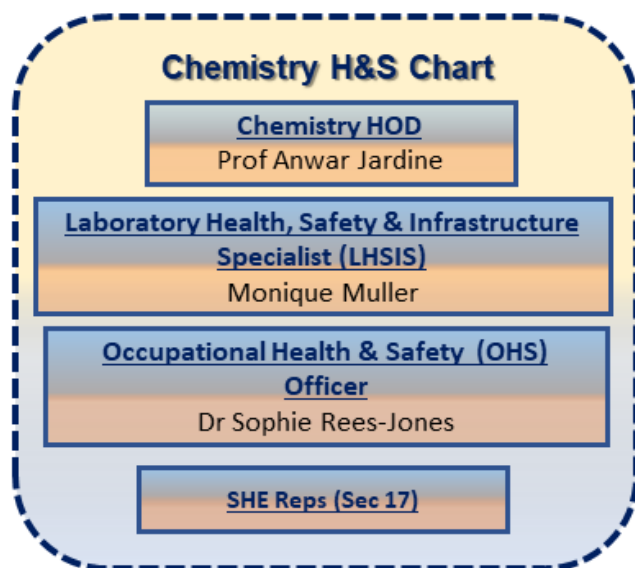 Chemistry H&S Chart
Chemistry HOD
Prof Anwar Jardine
Laboratory Health, Safety & Infrastructure
Specialist (LHSIS)
Monique Muller
Occupational Health & Safety (OHS)
Officer
Dr Sophie Rees-Jones
SHE Reps (Sec 17)